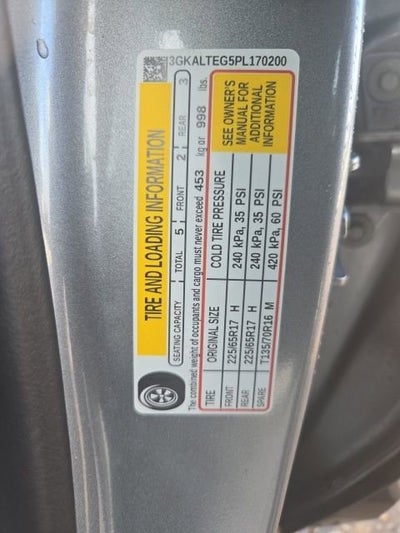 3GKALTEG5PL170200
TIRE AND LOADING INFORMATION
SEATING CAPACITY TOTAL 5 FRONT 2 REAR 3
The combined weight of occupants and cargo must never exceed 453 kg or 998 lbs.
TIRE ORIGINAL SIZE COLD TIRE PRESSURE
FRONT 225/65R17 H 240 kPa, 35 PSI
REAR 225/65R17 H 240 kPa, 35 PSI
SPARE T135/70R16 M 420 kPa, 60 PSI
SEE OWNER'S
MANUAL FOR
ADDITIONAL
INFORMATION